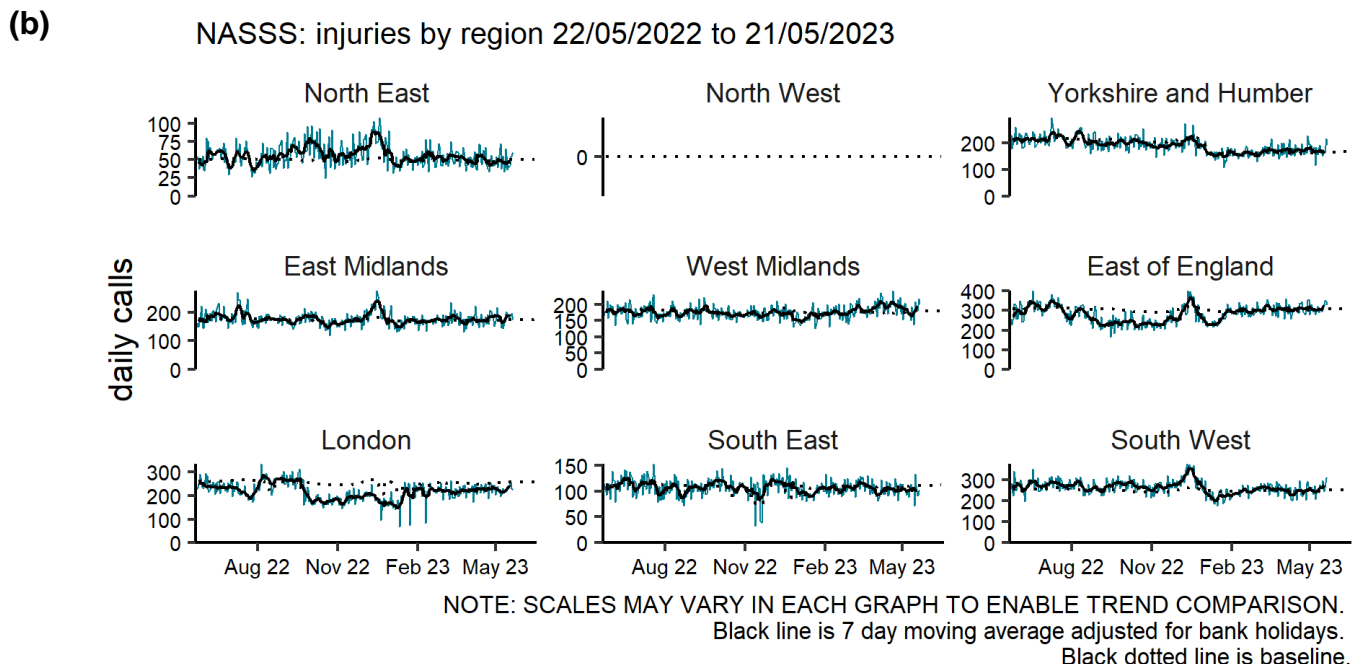 (b)
NASSS: injuries by region 22/05/2022 to 21/05/2023
North East
North West
Yorkshire and Humber
100
75
50
25
0
0
200
100
0
East Midlands
West Midlands
East of England
daily calls
200
100
0
200
150
100
50
0
400
300
200
100
0
London
South East
South West
300
200
100
0
150
100
50
0
300
200
100
0
Aug 22 Nov 22 Feb 23 May 23
Aug 22 Nov 22 Feb 23 May 23
Aug 22 Nov 22 Feb 23 May 23
NOTE: SCALES MAY VARY IN EACH GRAPH TO ENABLE TREND COMPARISON.
Black line is 7 day moving average adjusted for bank holidays.
Black dotted line is baseline.